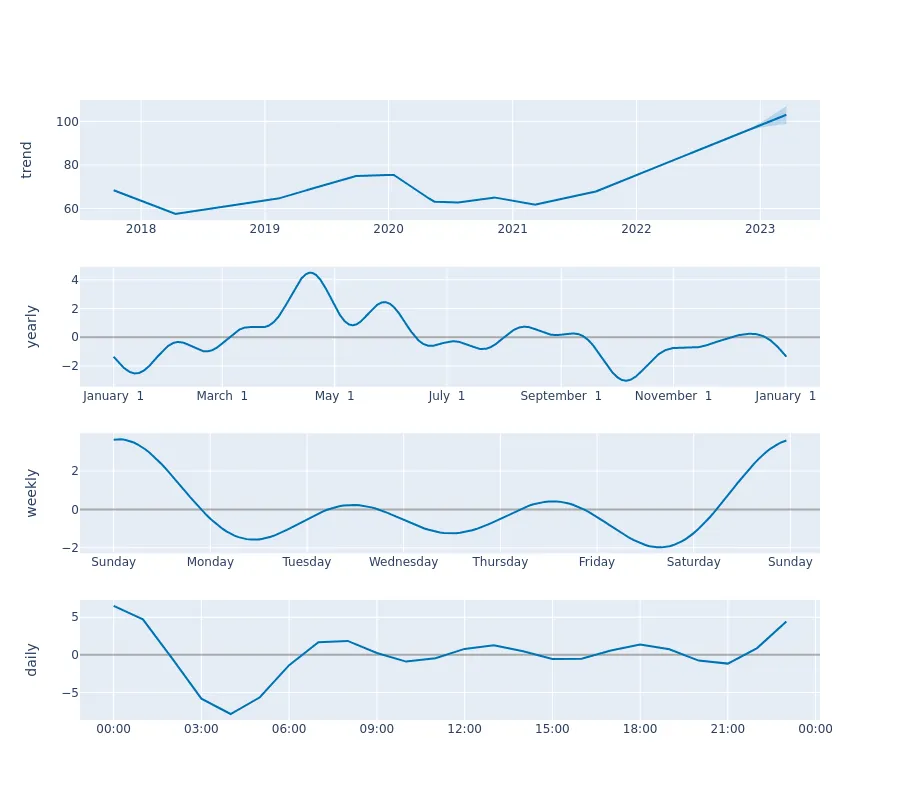 trend
100
80
60
2018 2019 2020 2021 2022 2023
yearly
4
2
0
−2
January 1 March 1 May 1 July 1 September 1 November 1 January 1
weekly
2
0
−2
Sunday Monday Tuesday Wednesday Thursday Friday Saturday Sunday
daily
5
0
−5
00:00 03:00 06:00 09:00 12:00 15:00 18:00 21:00 00:00